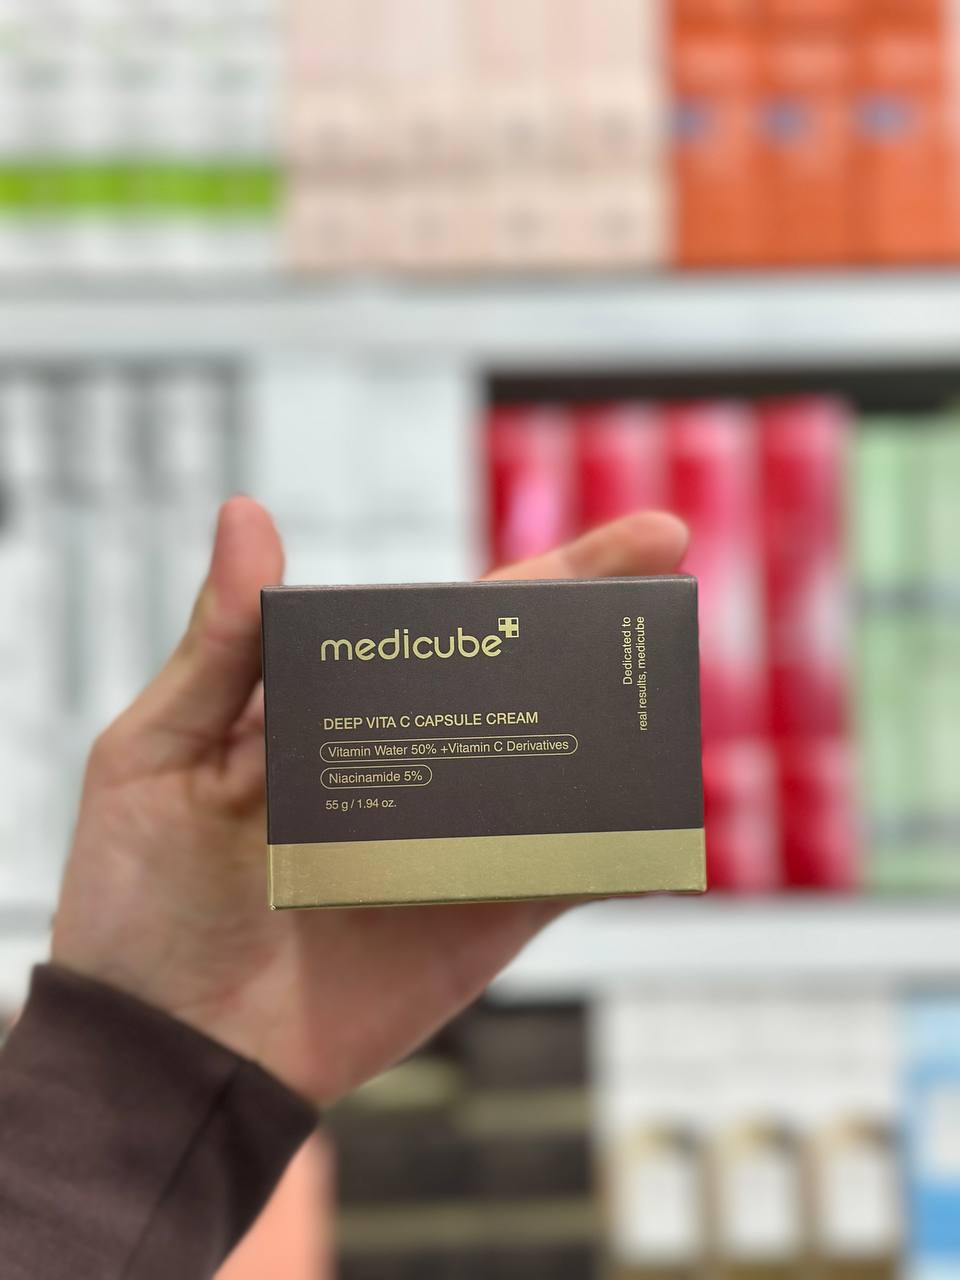 medicube
DEEP VITA C CAPSULE CREAM
Vitamin Water 50% +Vitamin C Derivatives
Niacinamide 5%
55 g / 1.94 oz.
Dedicated to
real results, medicube